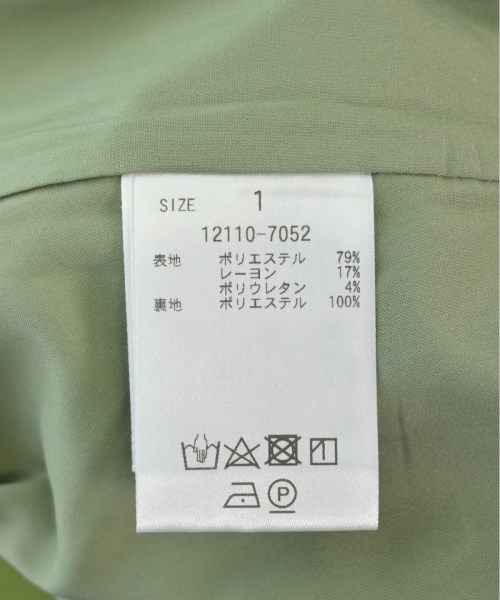 SIZE 1
12110-7052
表地 ポリエステル 79%
レーヨン 17%
ポリウレタン 4%
裏地 ポリエステル 100%
P